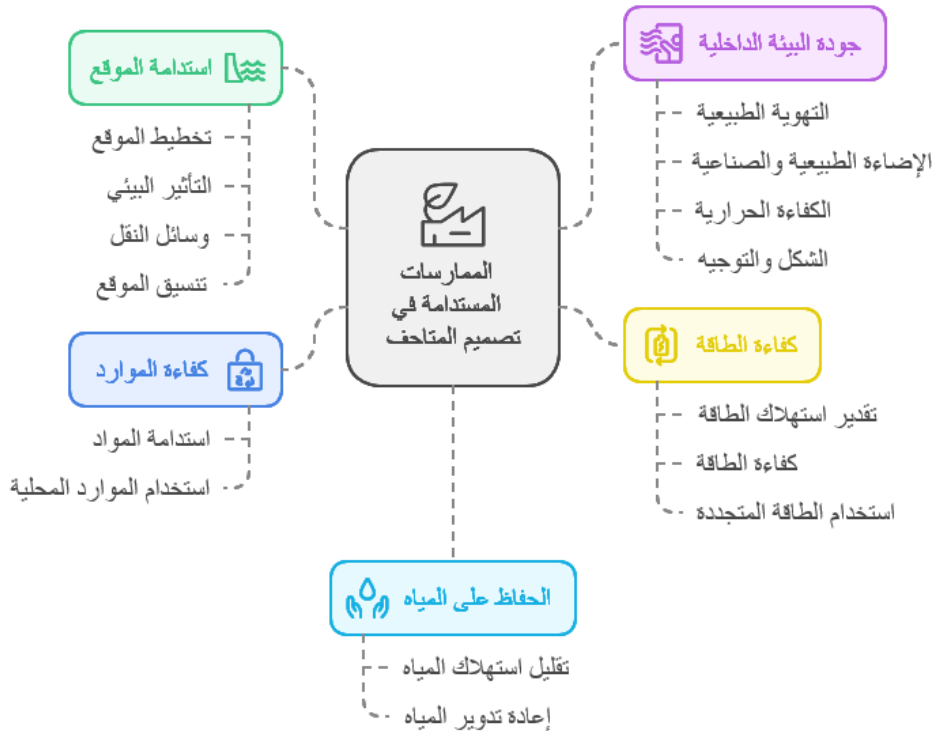 جودة البيئة الداخلية
التهوية الطبيعية
الإضاءة الطبيعية والصناعية
الكفاءة الحرارية
الشكل والتوجيه
استدامة الموقع
تخطيط الموقع
التأثير البيئي
وسائل النقل
تنسيق الموقع
الممارسات
المستدامة في
تصميم المتاحف
كفاءة الطاقة
تقدير استهلاك الطاقة
كفاءة الطاقة
استخدام الطاقة المتجددة
كفاءة الموارد
استدامة المواد
استخدام الموارد المحلية
الحفاظ على المياه
تقليل استهلاك المياه
إعادة تدوير المياه